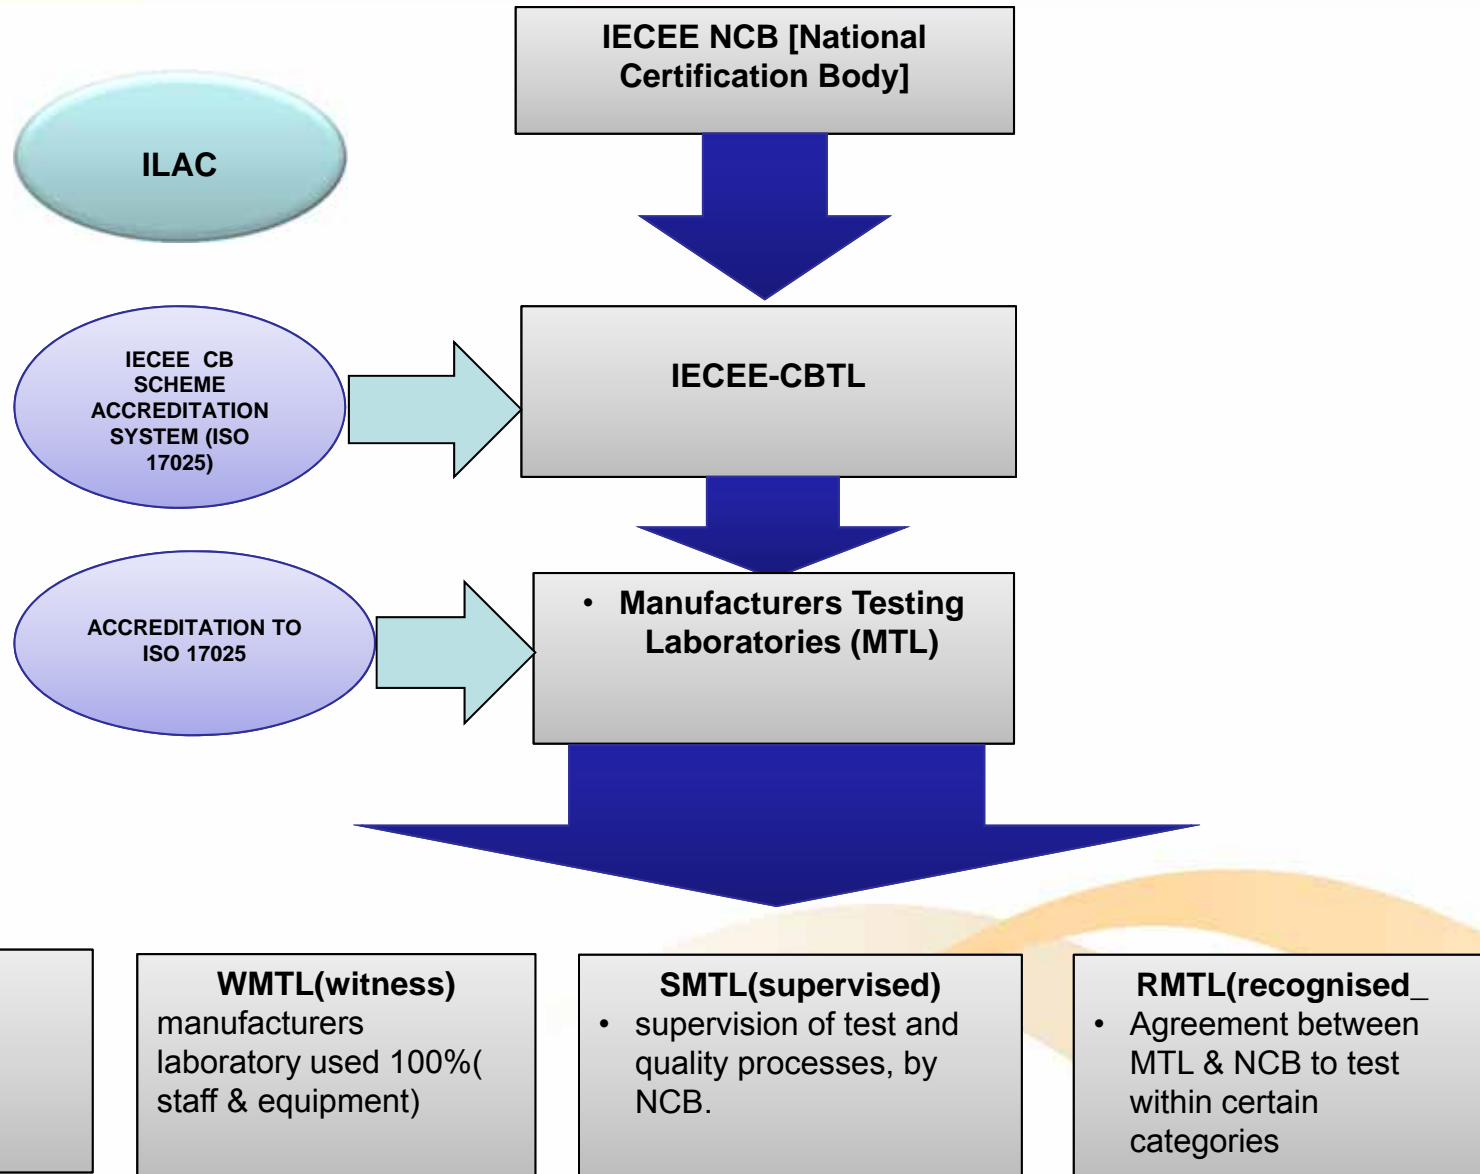 IECEE NCB [National
Certification Body]
ILAC
IECEE CB
SCHEME
ACCREDITATION
SYSTEM (ISO
17025)
IECEE-CBTL
ACCREDITATION TO
ISO 17025
• Manufacturers Testing
Laboratories (MTL)
WMTL(witness)
manufacturers
laboratory used 100%(
staff & equipment)
SMTL(supervised)
• supervision of test and
quality processes, by
NCB.
RMTL(recognised_
• Agreement between
MTL & NCB to test
within certain
categories